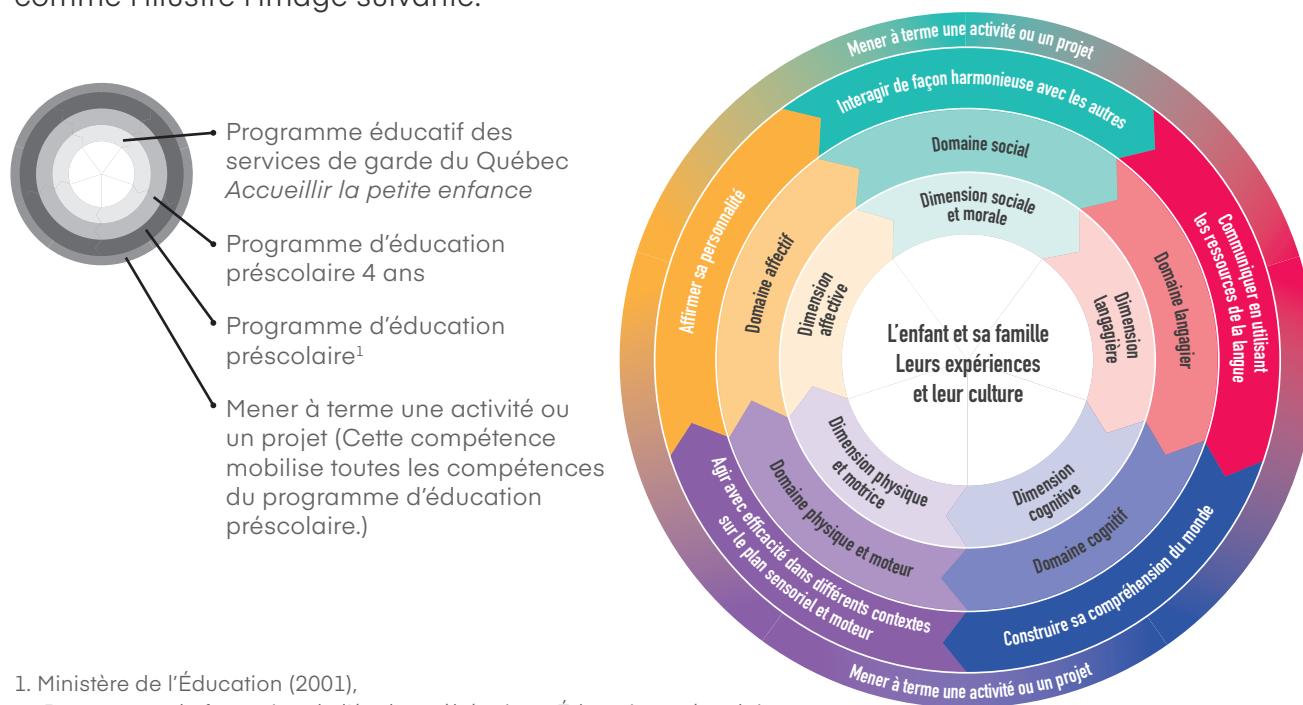 comme l'illustre l'image suivante.
Programme éducatif des
services de garde du Québec
Accueillir la petite enfance
Programme d'éducation
préscolaire 4 ans
Programme d'éducation
préscolaire1
Mener à terme une activité ou
un projet (Cette compétence
mobilise toutes les compétences
du programme d'éducation
préscolaire.)
Mener à terme une activité ou un projet
Interagir de façon harmonieuse avec les autres
Domaine social
Dimension sociale
et morale
Affirmer sa personnalité
Domaine affectif
Dimension
affective
Communiquer en utilisant
les ressources de la langue
Domaine langagier
Dimension
langagière
L'enfant et sa famille
Leurs expériences
et leur culture
Dimension physique
et motrice
Domaine physique et moteur
Agir avec efficacité dans différents contextes
sur le plan sensoriel et moteur
Dimension
cognitive
Domaine cognitif
Construire sa compréhension du monde
Mener à terme une activité ou un projet
1. Ministère de l'Éducation (2001),